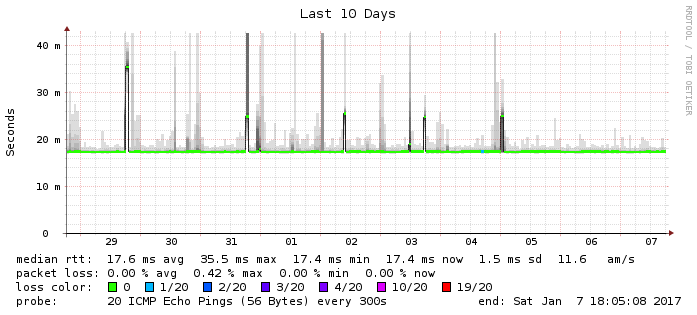 Last 10 Days
RRDTOOL / TOBI OETIKER
Seconds
40 m
30 m
20 m
10 m
0
29 30 31 01 02 03 04 05 06 07
median rtt: 17.6 ms avg 35.5 ms max 17.4 ms min 17.4 ms now 1.5 ms sd 11.6 am/s
packet loss: 0.00 % avg 0.42 % max 0.00 % min 0.00 % now
loss color: 0 1/20 2/20 3/20 4/20 10/20 19/20
probe: 20 ICMP Echo Pings (56 Bytes) every 300s end: Sat Jan 7 18:05:08 2017